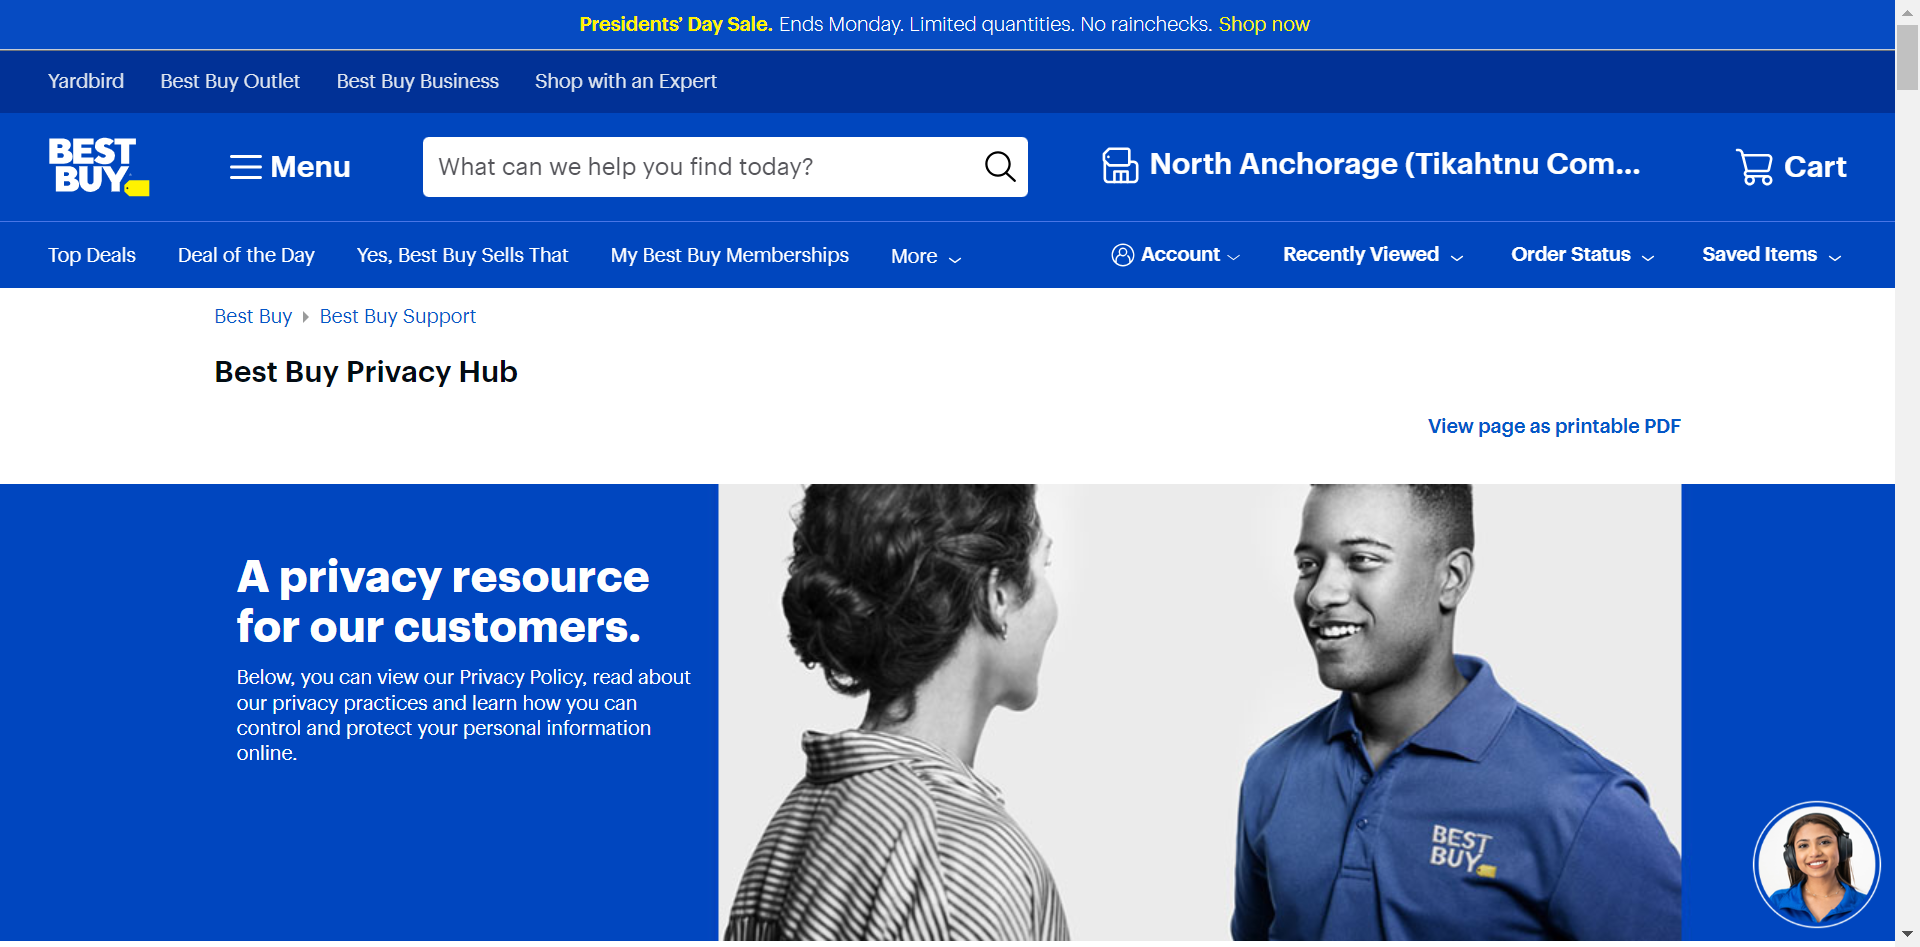 Presidents’ Day Sale. Ends Monday. Limited quantities. No rainchecks. Shop now
Yardbird Best Buy Outlet Best Buy Business Shop with an Expert
BEST
BUY
Menu
What can we help you find today?
North Anchorage (Tikahtnu Com...
Cart
Top Deals Deal of the Day Yes, Best Buy Sells That My Best Buy Memberships More
Account Recently Viewed Order Status Saved Items
Best Buy Best Buy Support
Best Buy Privacy Hub
View page as printable PDF
A privacy resource
for our customers.
Below, you can view our Privacy Policy, read about
our privacy practices and learn how you can
control and protect your personal information
online.
BEST
BUY